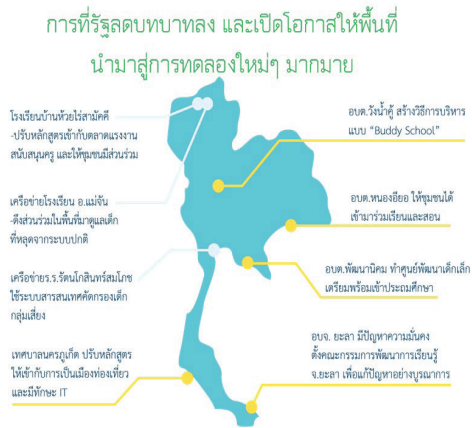 การที่รัฐลดบทบาทลง และเปิดโอกาสให้พื้นที่
นำมาสู่การทดลองใหม่ๆ มากมาย
โรงเรียนบ้านห้วยไร่สามัคคี
-ปรับหลักสูตรเข้ากับตลาดแรงงาน
สนับสนุนครู และให้ชุมชนมีส่วนร่วม
เครือข่ายโรงเรียน อ.แม่จัน
-ดึงส่วนร่วมในพื้นที่มาดูแลเด็ก
ที่หลุดจากระบบปกติ
เครือข่ายร.ร.รัตนโกสินทร์สมโภช
ใช้ระบบสารสนเทศคัดกรองเด็ก
กลุ่มเสี่ยง
เทศบาลนครภูเก็ต ปรับหลักสูตร
ให้เข้ากับการเป็นเมืองท่องเที่ยว
และมีทักษะ IT
อบต.วังน้ำคู้ สร้างวิธีการบริหาร
แบบ “Buddy School”
อบต.หนองอียอ ให้ชุมชนได้
เข้ามาร่วมเรียนและสอน
อบต.พัฒนานิคม ทำศูนย์พัฒนาเด็กเล็ก
เตรียมพร้อมเข้าประถมศึกษา
อบจ. ยะลา มีปัญหาความมั่นคง
ตั้งคณะกรรมการพัฒนาการเรียนรู้
จ.ยะลา เพื่อแก้ปัญหาอย่างบูรณาการ